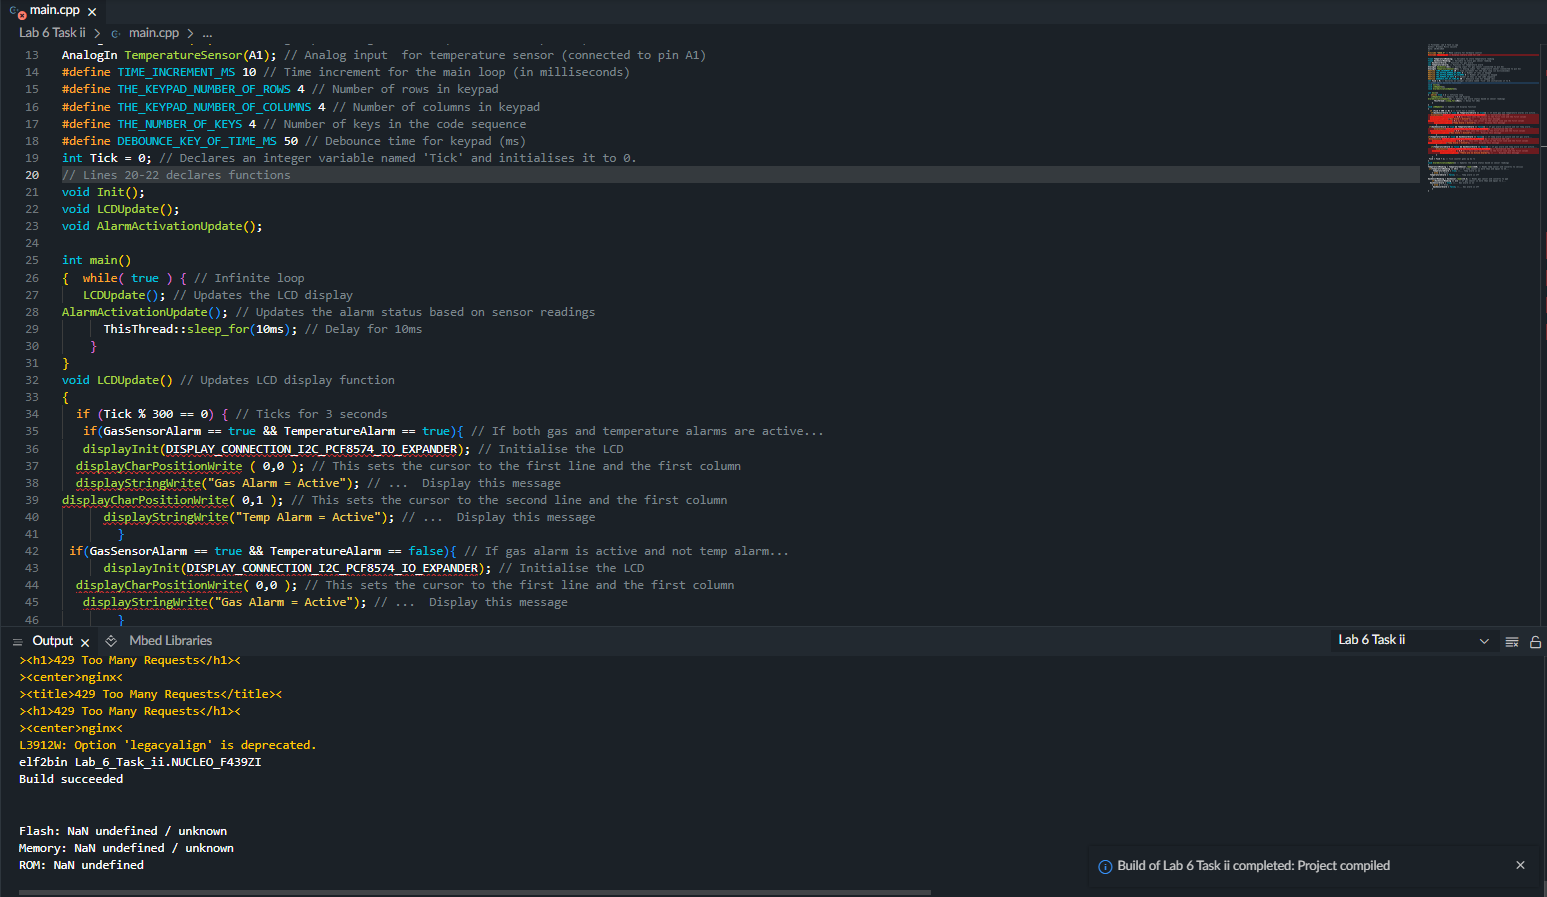 main.cpp
Lab 6 Task ii > main.cpp > ...
13 AnalogIn TemperatureSensor(A1); // Analog input  for temperature sensor (connected to pin A1)
14 #define TIME_INCREMENT_MS 10 // Time increment for the main loop (in milliseconds)
15 #define THE_KEYPAD_NUMBER_OF_ROWS 4 // Number of rows in keypad
16 #define THE_KEYPAD_NUMBER_OF_COLUMNS 4 // Number of columns in keypad
17 #define THE_NUMBER_OF_KEYS 4 // Number of keys in the code sequence
18 #define DEBOUNCE_KEY_OF_TIME_MS 50 // Debounce time for keypad (ms)
19 int Tick = 0; // Declares an integer variable named 'Tick' and initialises it to 0.
20 // Lines 20-22 declares functions
21 void Init();
22 void LCDUpdate();
23 void AlarmActivationUpdate();
24
25 int main()
26 {  while( true ) { // Infinite loop
27 LCDUpdate(); // Updates the LCD display
28 AlarmActivationUpdate(); // Updates the alarm status based on sensor readings
29 ThisThread::sleep_for(10ms); // Delay for 10ms
30 }
31 }
32 void LCDUpdate() // Updates LCD display function
33 {
34 if (Tick % 300 == 0) { // Ticks for 3 seconds
35 if(GasSensorAlarm == true && TemperatureAlarm == true){ // If both gas and temperature alarms are active...
36 displayInit(DISPLAY_CONNECTION_I2C_PCF8574_IO_EXPANDER); // Initialise the LCD
37 displayCharPositionWrite ( 0,0 ); // This sets the cursor to the first line and the first column
38 displayStringWrite("Gas Alarm = Active"); // ...  Display this message
39 displayCharPositionWrite( 0,1 ); // This sets the cursor to the second line and the first column
40 displayStringWrite("Temp Alarm = Active"); // ...  Display this message
41 }
42 if(GasSensorAlarm == true && TemperatureAlarm == false){ // If gas alarm is active and not temp alarm...
43 displayInit(DISPLAY_CONNECTION_I2C_PCF8574_IO_EXPANDER); // Initialise the LCD
44 displayCharPositionWrite( 0,0 ); // This sets the cursor to the first line and the first column
45 displayStringWrite("Gas Alarm = Active"); // ...  Display this message
46 }
Output Mbed Libraries Lab 6 Task ii
><h1>429 Too Many Requests</h1><
><center>nginx<
><title>429 Too Many Requests</title><
><h1>429 Too Many Requests</h1><
><center>nginx<
L3912W: Option 'legacyalign' is deprecated.
elf2bin Lab_6_Task_ii.NUCLEO_F439ZI
Build succeeded
Flash: NaN undefined / unknown
Memory: NaN undefined / unknown
ROM: NaN undefined
Build of Lab 6 Task ii completed: Project compiled